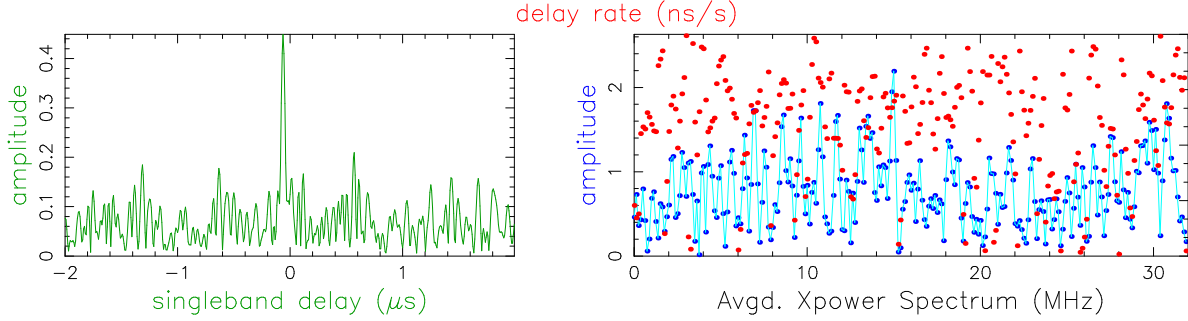 delay rate (ns/s)
amplitude
0 0.1 0.2 0.3 0.4
−2 −1 0 1
singleband delay (μs)
amplitude
0 1 2
0 10 20 30
Avgd. Xpower Spectrum (MHz)